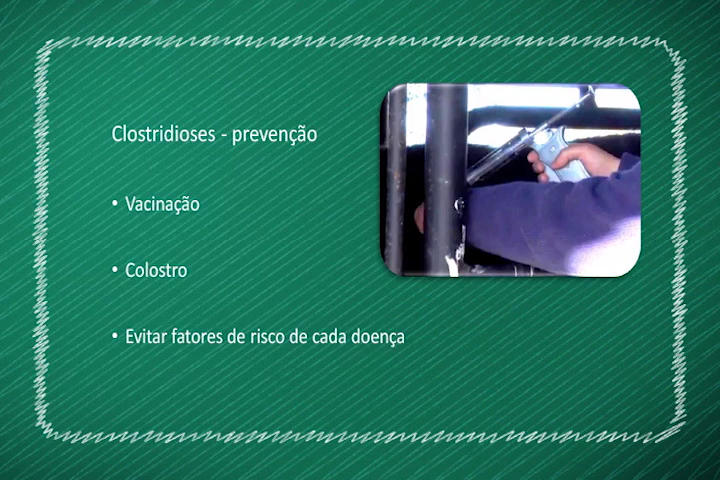 Clostridioses - prevenção
• Vacinação
• Colostro
• Evitar fatores de risco de cada doença